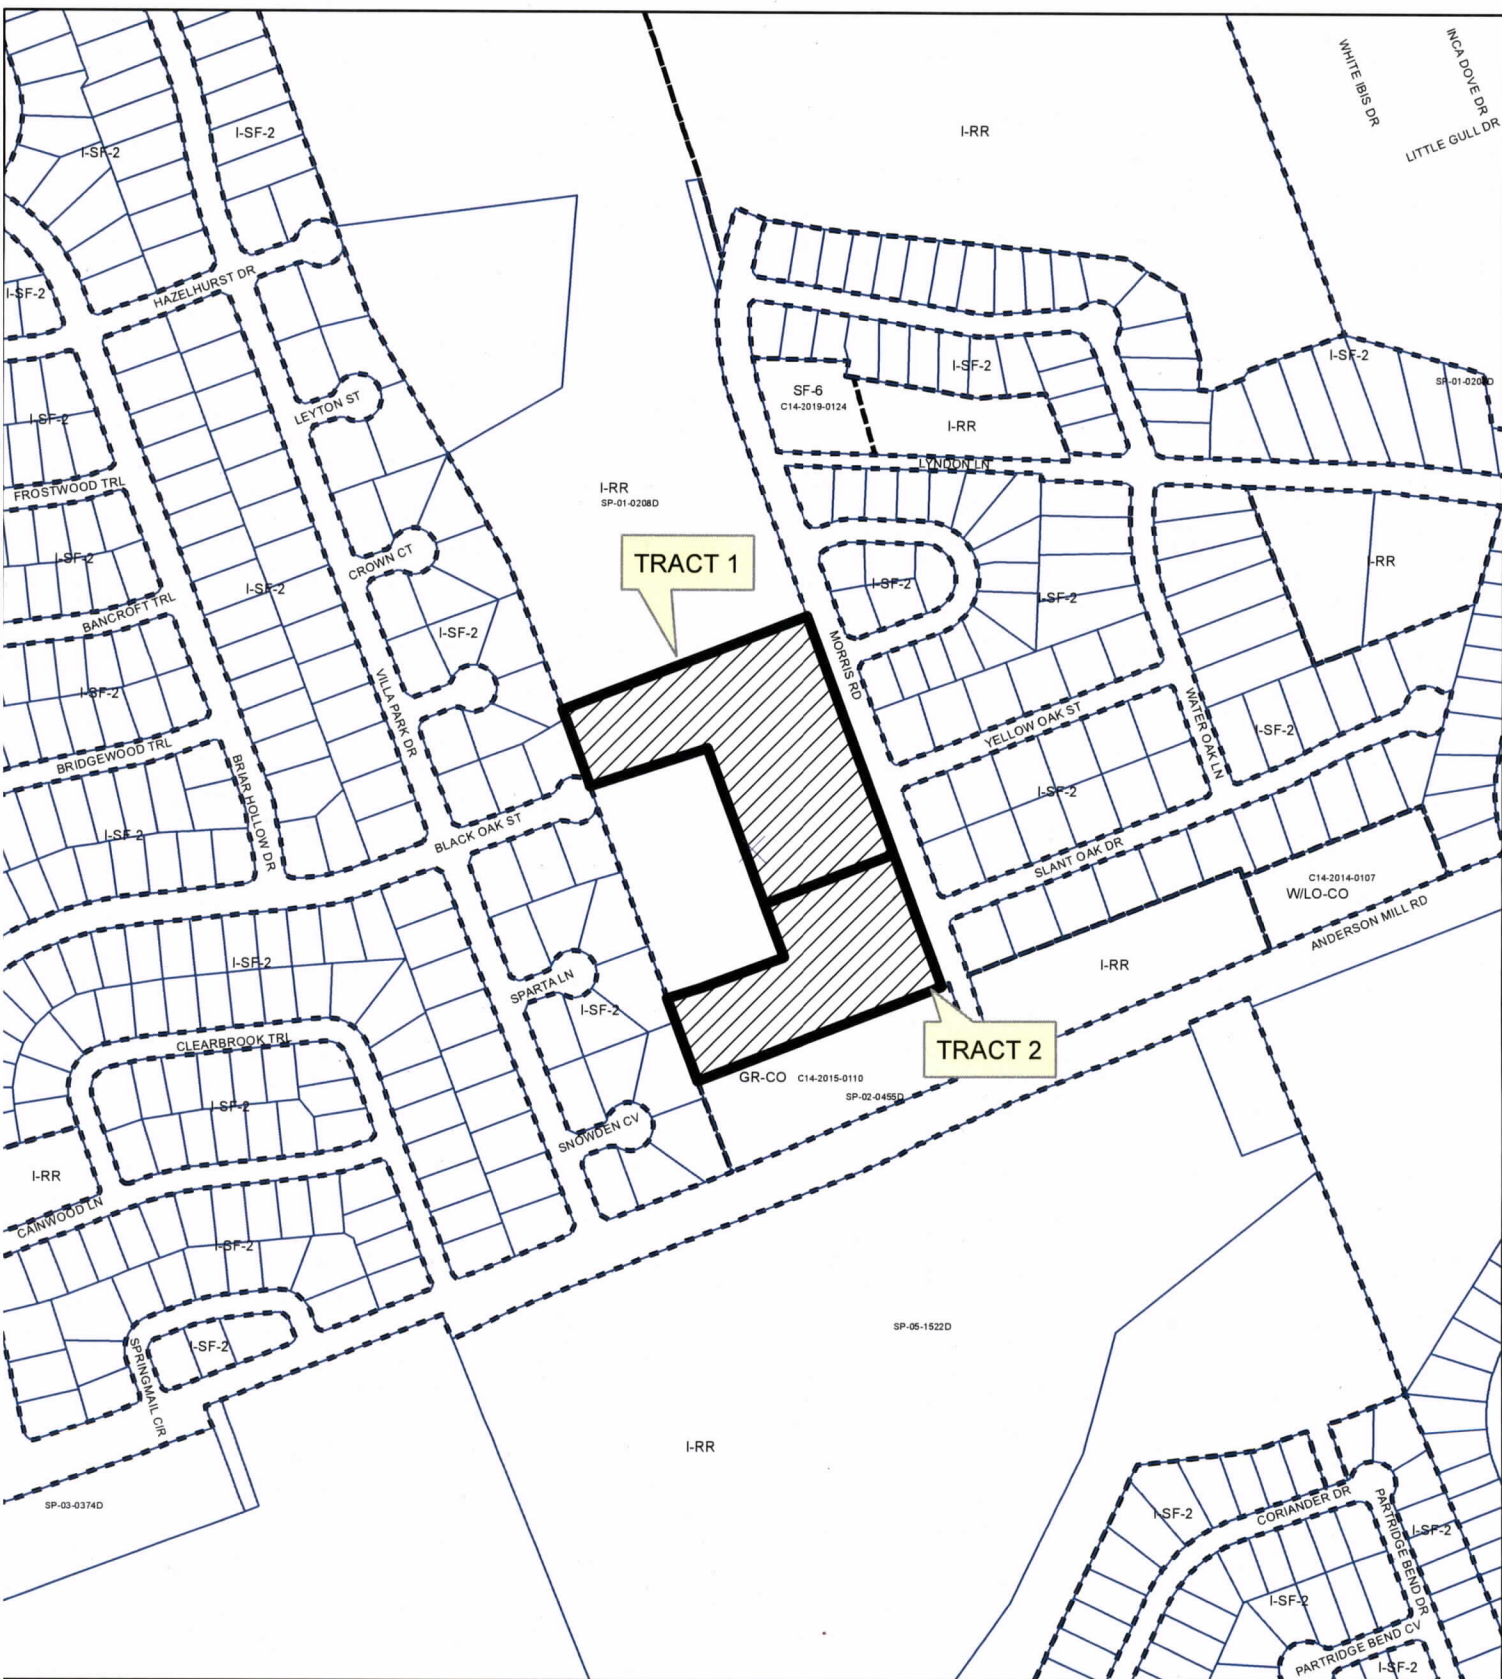 WHITE IBIS DR
INCA DOVE DR
LITTLE GULL DR
I-SF-2
I-RR
I-SF-2
HAZELHURST DR
I-SF-2
I-SF-2
I-SF-2
SP-01-0208D
SF-6
C14-2019-0124
LEYTON ST
I-SF-2
I-RR
LYNDON LN
FROSTWOOD TRL
I-RR
SP-01-0208D
I-SF-2
CROWN CT
TRACT 1
I-RR
I-SF-2
I-SF-2
I-SF-2
BANCROFT TRL
I-SF-2
MORRIS RD
I-SF-2
VILLA PARK DR
YELLOW OAK ST
WATER OAK LN
I-SF-2
BRIDGEWOOD TRL
BRIAR HOLLOW DR
I-SF-2
I-SF-2
BLACK OAK ST
SLANT OAK DR
C14-2014-0107
W/LO-CO
ANDERSON MILL RD
I-SF-2
I-RR
SPARTA LN
I-SF-2
CLEARBROOK TRL
TRACT 2
GR-CO C14-2015-0110
SP-02-0455D
I-SF-2
SNOWDEN CV
I-RR
CAINWOOD LN
I-SF-2
SP-05-1522D
I-SF-2
SPRINGMAIL CIR
I-RR
SP-03-0374D
CORIANDER DR
I-SF-2
PARTRIDGE BEND DR
I-SF-2
I-SF-2
PARTRIDGE BEND CV
I-SF-2